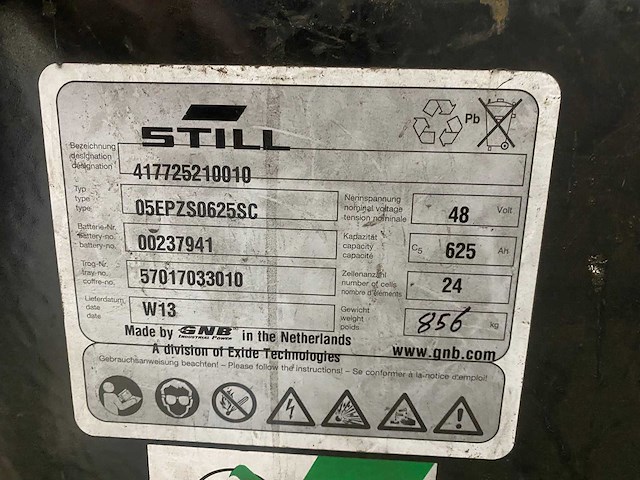 STILL
Pb
Bezeichnung
designation
désignation
417725210010
Typ
type
type
05EPZS0625SC
Nennspannung
nominal voltage
tension nominale
48 Volt
Batterie-Nr.
battery-no.
battery-no.
00237941
Kapazität
capacity
capacité
C5 625 Ah
Trog-Nr.
tray-no.
coffre-no.
57017033010
Zellenanzahl
number of cells
nombre d'éléments
24
Lieferdatum
date
date
W13
Gewicht
weight
poids
856 kg
Made by GNB INDUSTRIAL POWER in the Netherlands
A division of Exide Technologies
www.gnb.com
Gebrauchsanweisung beachten! – Please follow the instructions! – Se conformer à la notice d'emploi!